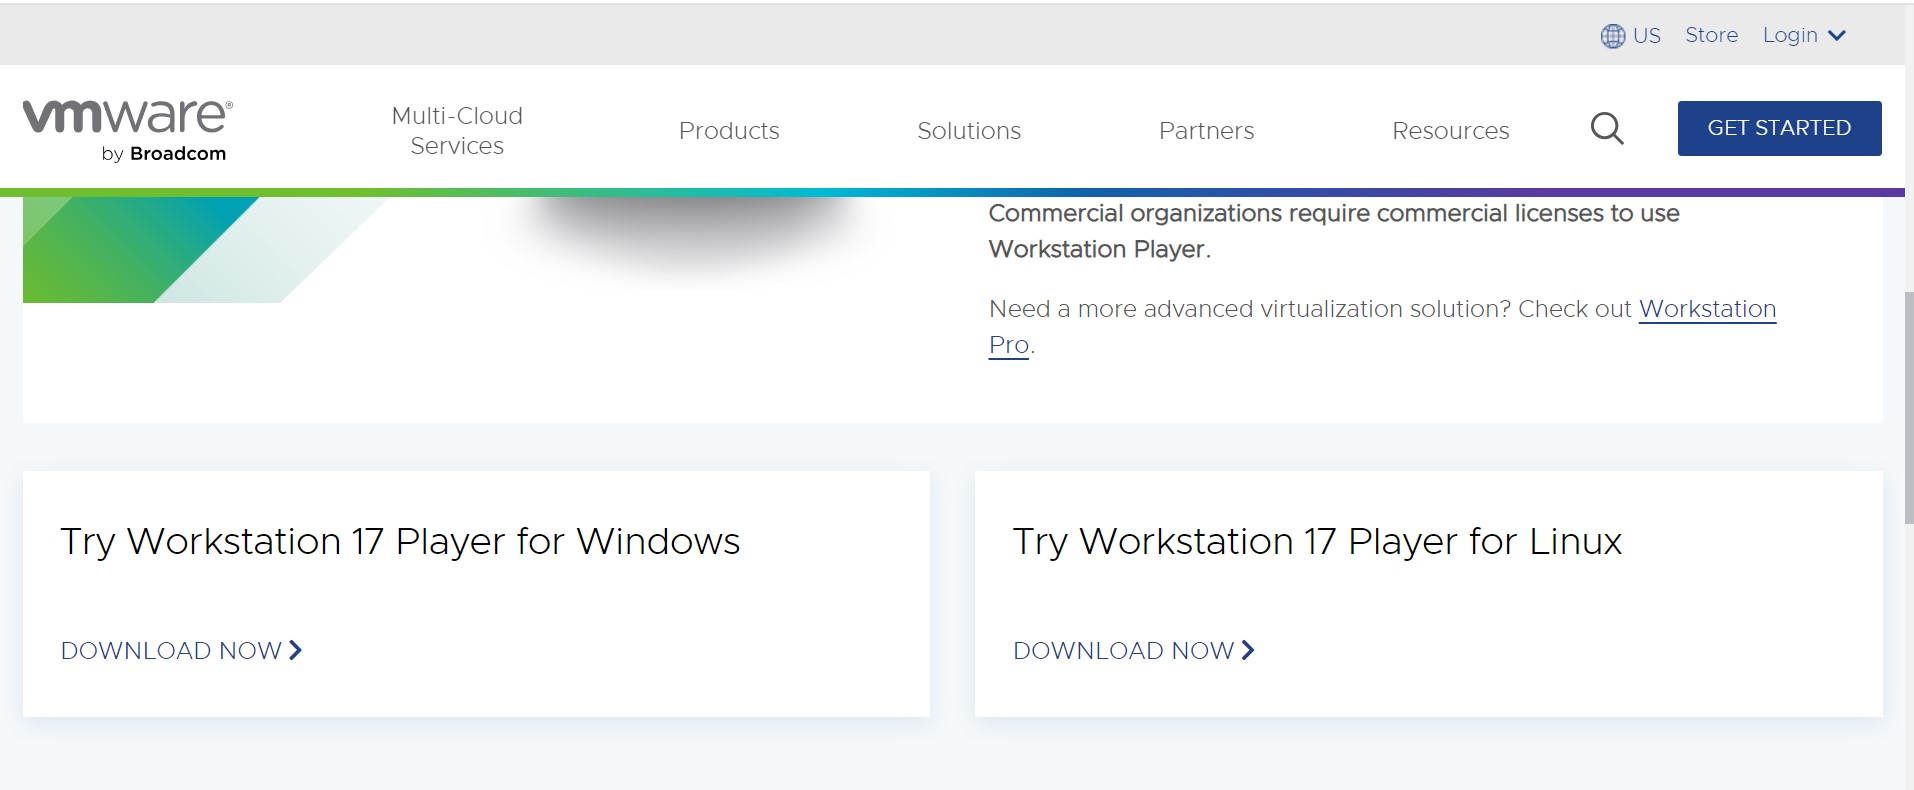 US Store Login
vmware®
by Broadcom
Multi-Cloud
Services
Products
Solutions
Partners
Resources
GET STARTED
Commercial organizations require commercial licenses to use
Workstation Player.
Need a more advanced virtualization solution? Check out Workstation
Pro.
Try Workstation 17 Player for Windows
DOWNLOAD NOW
Try Workstation 17 Player for Linux
DOWNLOAD NOW